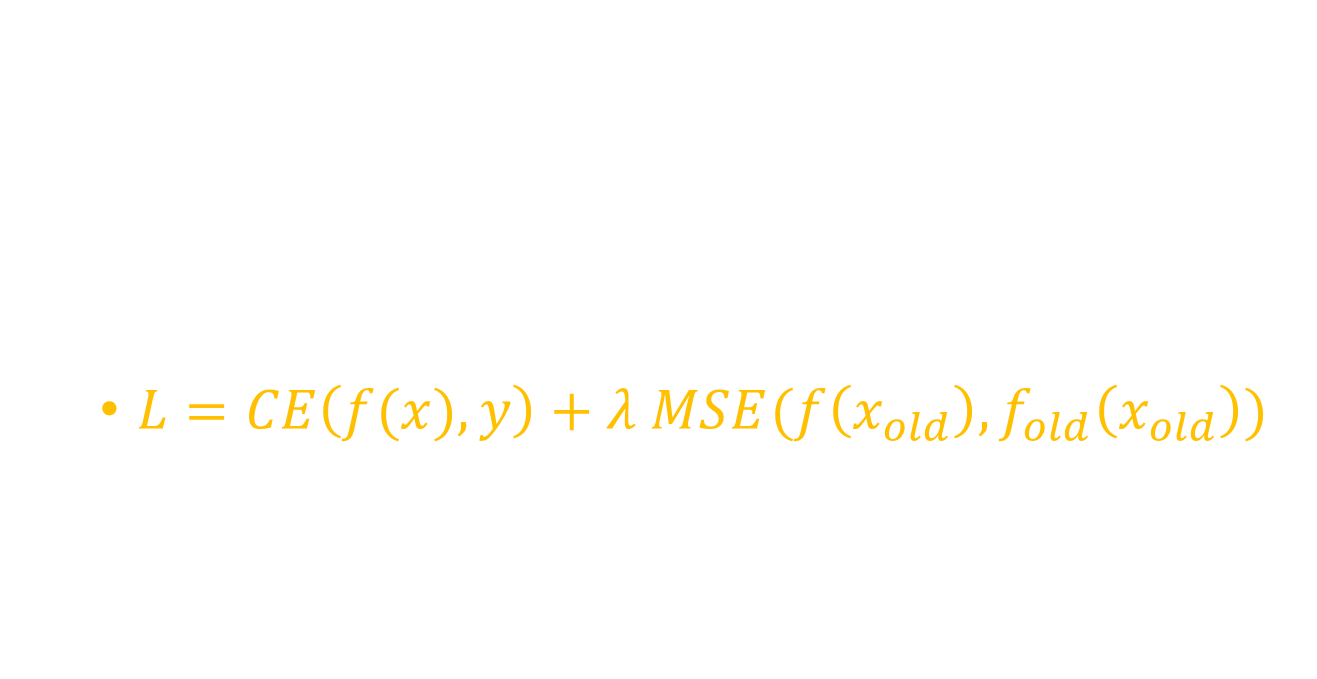 • L = CE(f(x), y) + λ MSE(f(x_old), f_old(x_old))